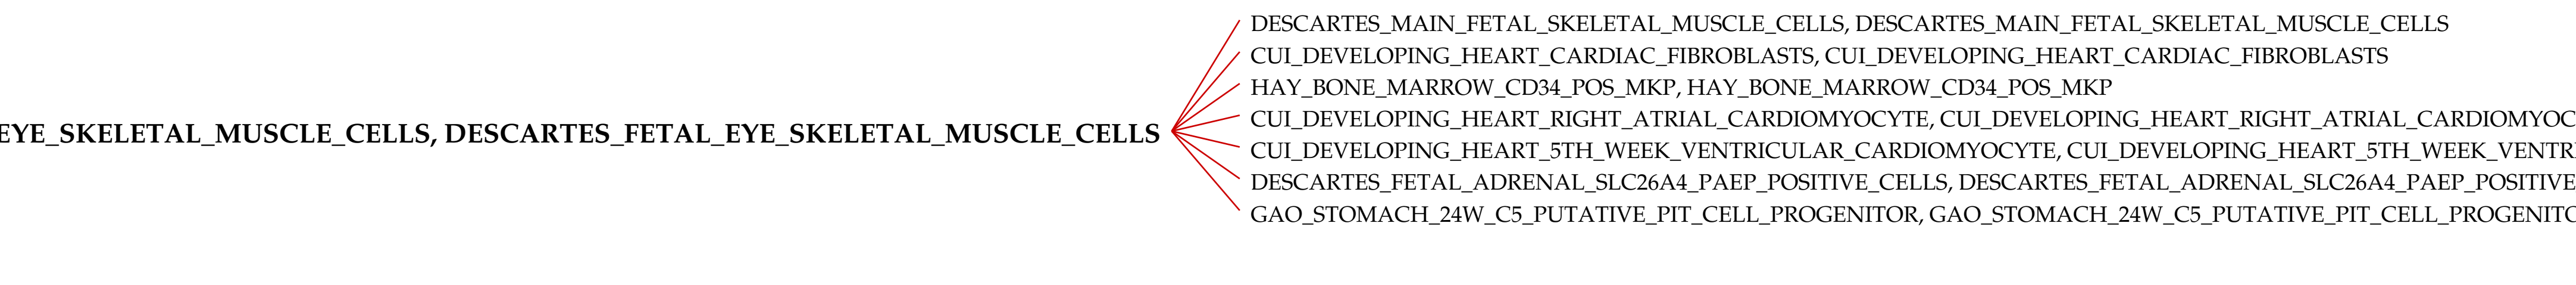 EYE_SKELETAL_MUSCLE_CELLS, DESCARTES_FETAL_EYE_SKELETAL_MUSCLE_CELLS
DESCARTES_MAIN_FETAL_SKELETAL_MUSCLE_CELLS, DESCARTES_MAIN_FETAL_SKELETAL_MUSCLE_CELLS
CUI_DEVELOPING_HEART_CARDIAC_FIBROBLASTS, CUI_DEVELOPING_HEART_CARDIAC_FIBROBLASTS
HAY_BONE_MARROW_CD34_POS_MKP, HAY_BONE_MARROW_CD34_POS_MKP
CUI_DEVELOPING_HEART_RIGHT_ATRIAL_CARDIOMYOCYTE, CUI_DEVELOPING_HEART_RIGHT_ATRIAL_CARDIOMYOC
CUI_DEVELOPING_HEART_5TH_WEEK_VENTRICULAR_CARDIOMYOCYTE, CUI_DEVELOPING_HEART_5TH_WEEK_VENTR
DESCARTES_FETAL_ADRENAL_SLC26A4_PAEP_POSITIVE_CELLS, DESCARTES_FETAL_ADRENAL_SLC26A4_PAEP_POSITIVE
GAO_STOMACH_24W_C5_PUTATIVE_PIT_CELL_PROGENITOR, GAO_STOMACH_24W_C5_PUTATIVE_PIT_CELL_PROGENITO